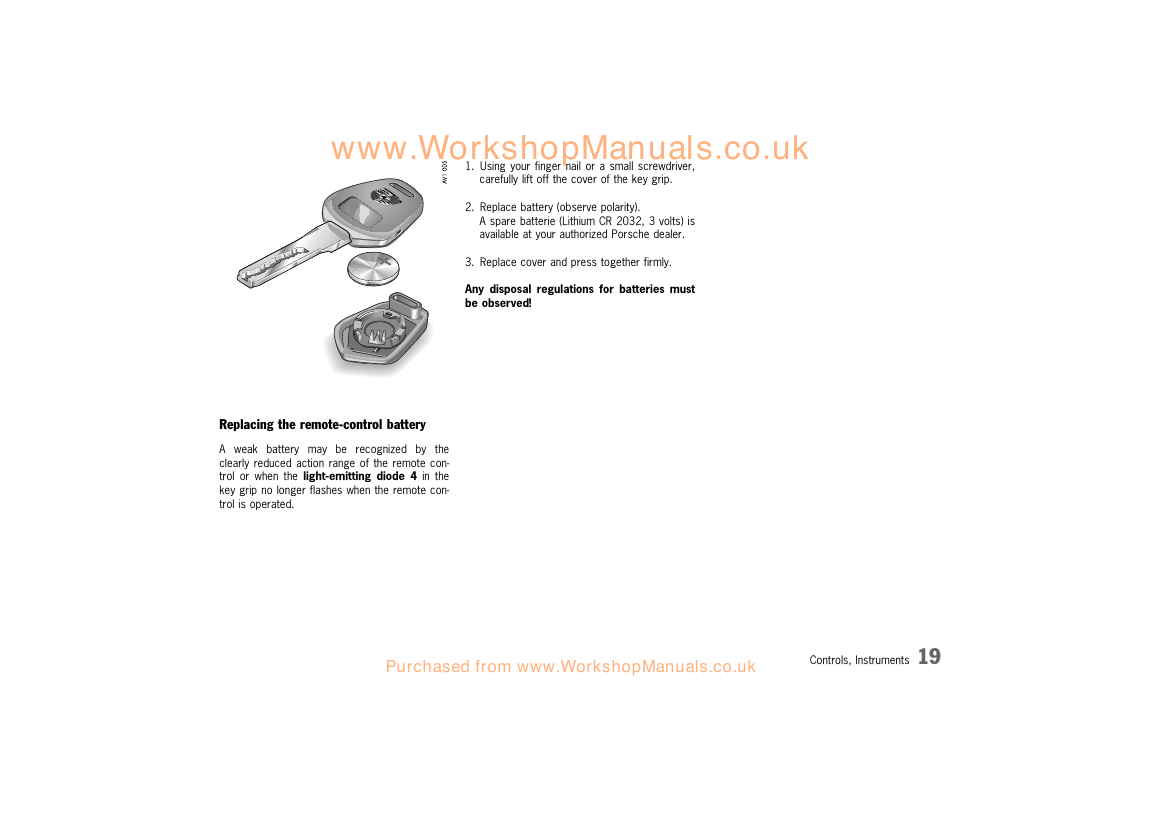 www.WorkshopManuals.co.uk
AV1 005
Replacing the remote-control battery
A weak battery may be recognized by the
clearly reduced action range of the remote con-
trol or when the light-emitting diode 4 in the
key grip no longer flashes when the remote con-
trol is operated.
1. Using your finger nail or a small screwdriver,
carefully lift off the cover of the key grip.
2. Replace battery (observe polarity).
A spare batterie (Lithium CR 2032, 3 volts) is
available at your authorized Porsche dealer.
3. Replace cover and press together firmly.
Any disposal regulations for batteries must
be observed!
Controls, Instruments 19
Purchased from www.WorkshopManuals.co.uk